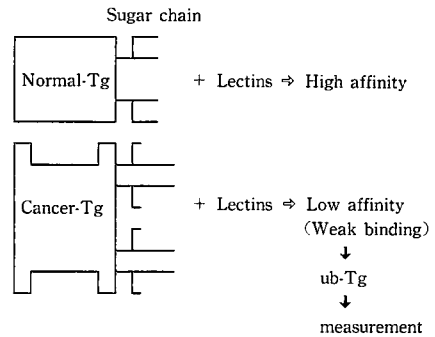 Sugar chain
Normal-Tg + Lectins ⇒ High affinity
Cancer-Tg + Lectins ⇒ Low affinity
(Weak binding)
↓
ub-Tg
↓
measurement